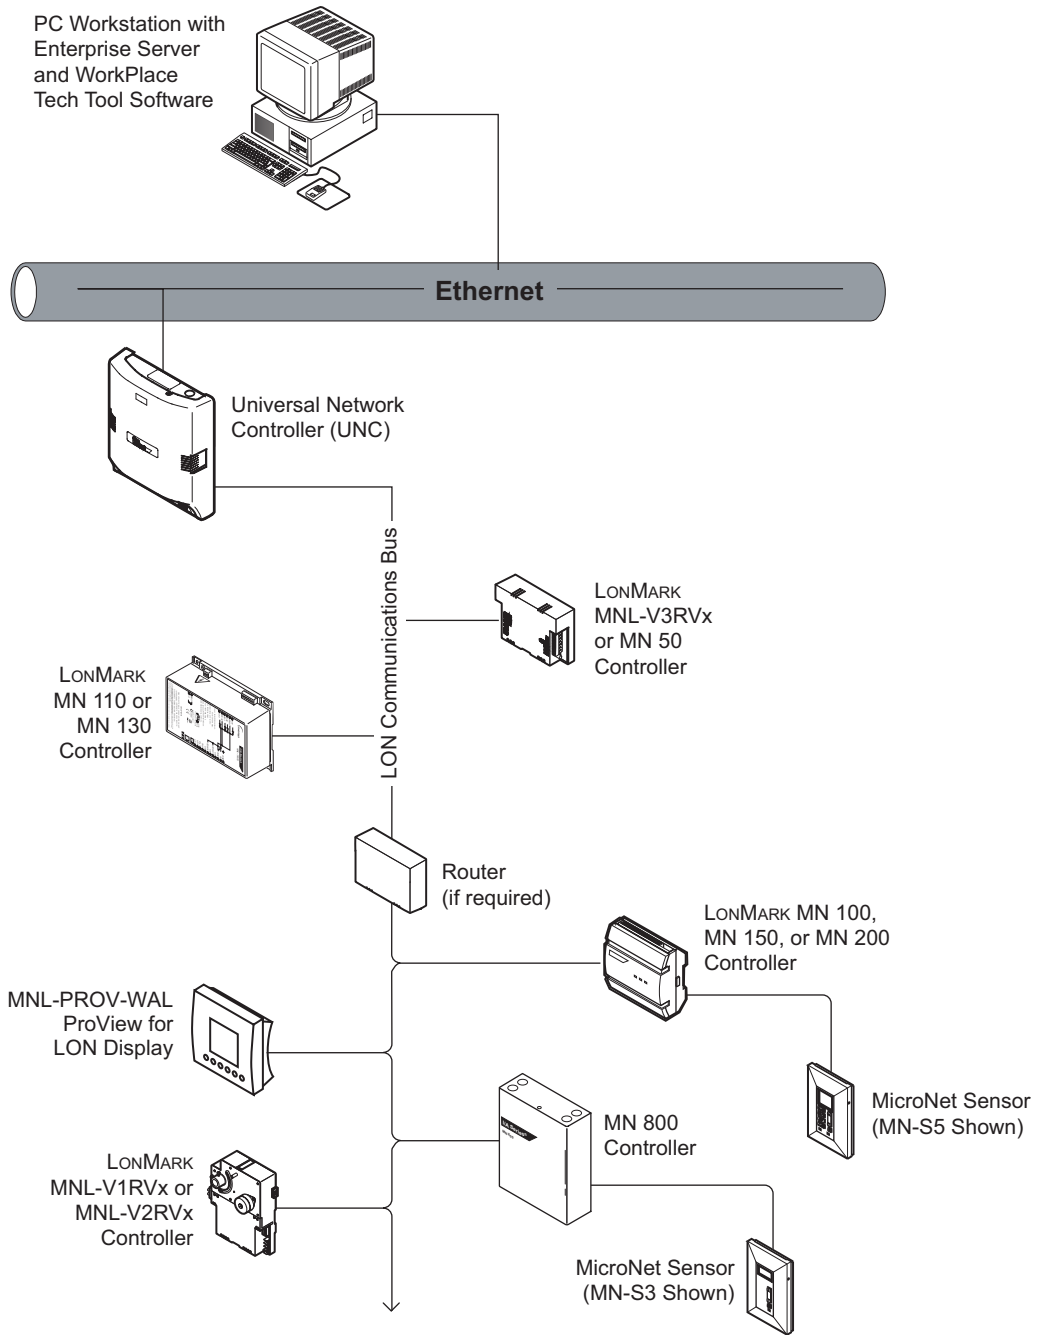 PC Workstation with
Enterprise Server
and WorkPlace
Tech Tool Software
Ethernet
Universal Network
Controller (UNC)
LON Communications Bus
LONMARK
MNL-V3RVx
or MN 50
Controller
LONMARK
MN 110 or
MN 130
Controller
Router
(if required)
LONMARK MN 100,
MN 150, or MN 200
Controller
MNL-PROV-WAL
ProView for
LON Display
MicroNet Sensor
(MN-S5 Shown)
MN 800
Controller
LONMARK
MNL-V1RVx or
MNL-V2RVx
Controller
MicroNet Sensor
(MN-S3 Shown)